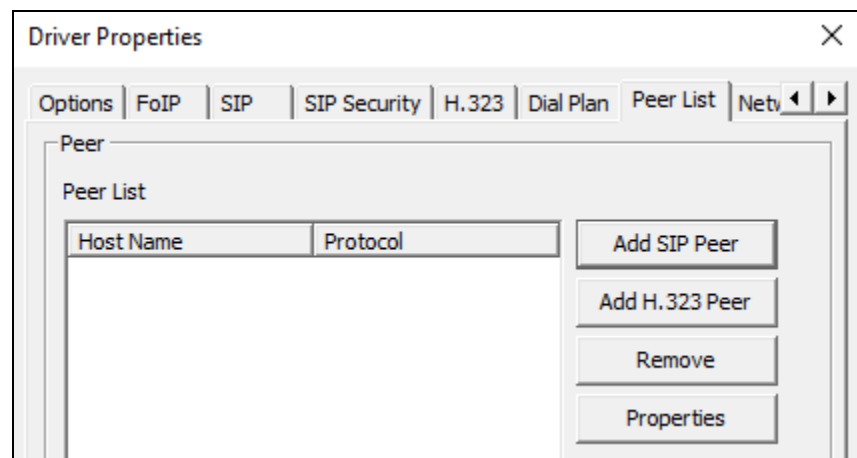 Driver Properties
Options FoIP SIP SIP Security H.323 Dial Plan Peer List Netw
Peer
Peer List
Host Name Protocol
Add SIP Peer
Add H.323 Peer
Remove
Properties